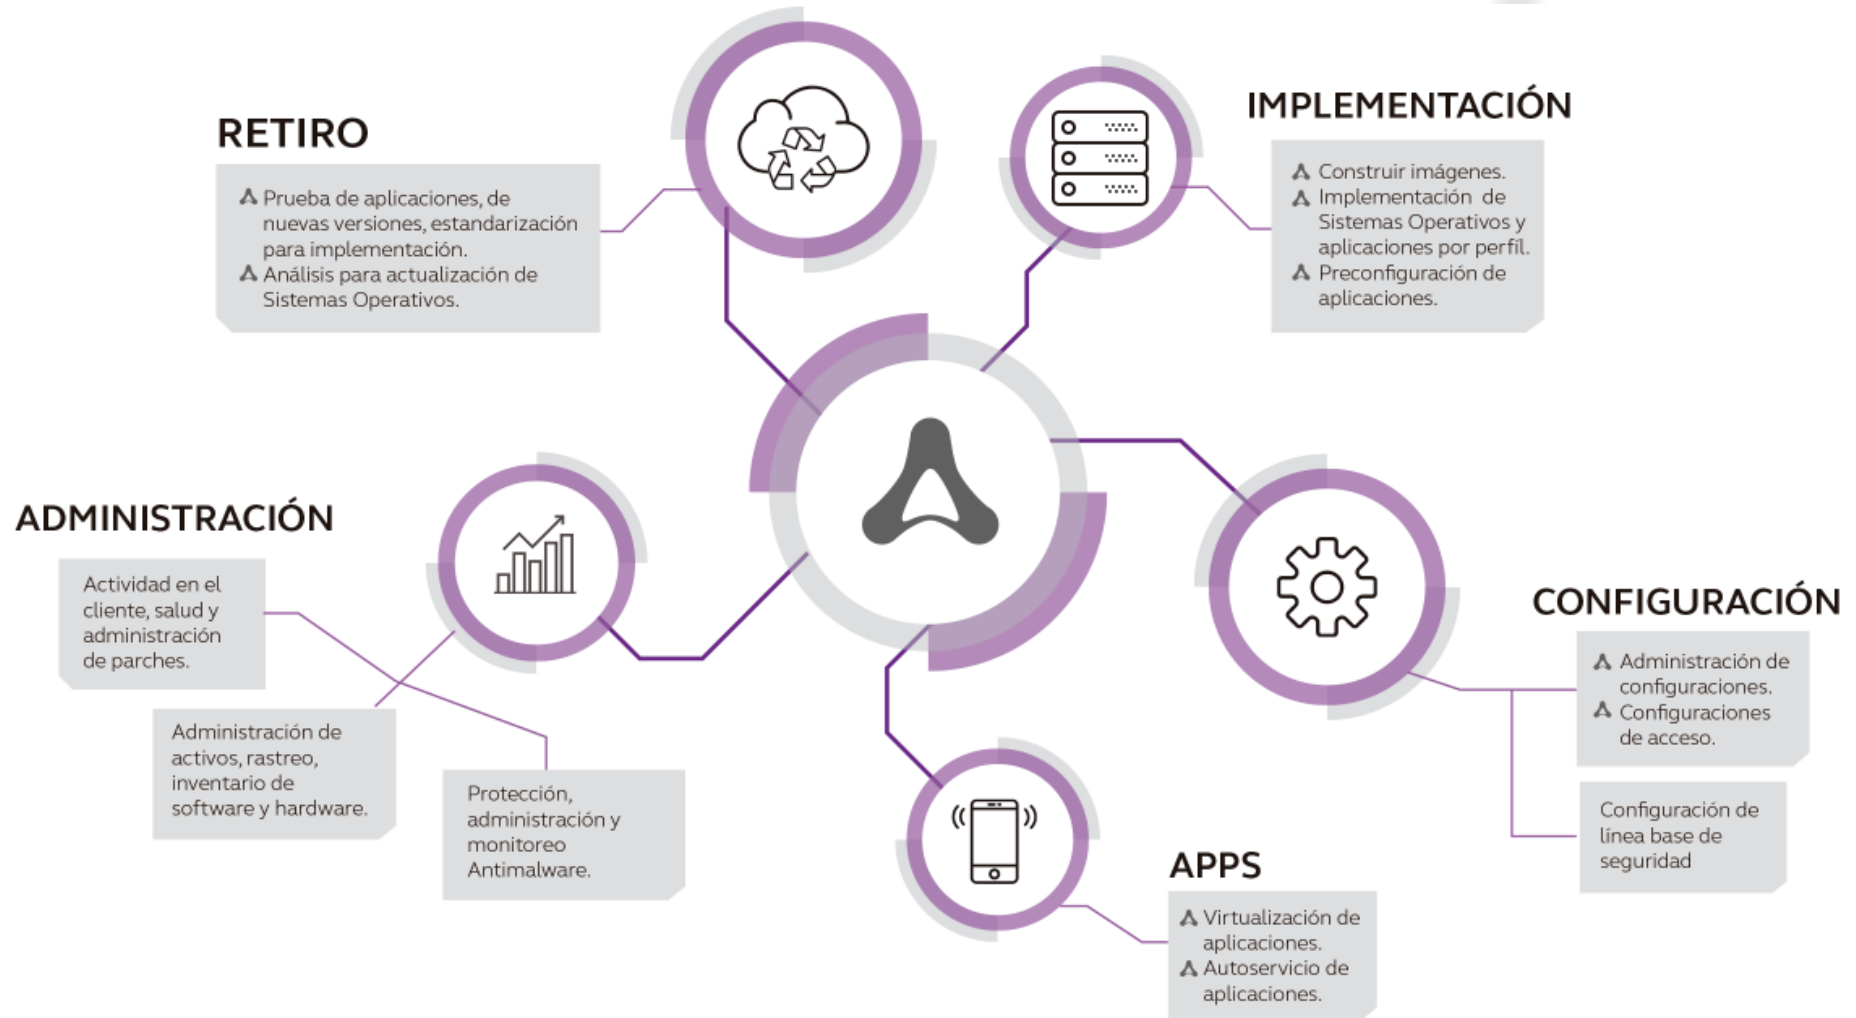 RETIRO
Prueba de aplicaciones, de
nuevas versiones, estandarización
para implementación.
Análisis para actualización de
Sistemas Operativos.
IMPLEMENTACIÓN
Construir imágenes.
Implementación de
Sistemas Operativos y
aplicaciones por perfíl.
Preconfiguración de
aplicaciones.
ADMINISTRACIÓN
Actividad en el
cliente, salud y
administración
de parches.
Administración de
activos, rastreo,
inventario de
software y hardware.
Protección,
administración y
monitoreo
Antimalware.
CONFIGURACIÓN
Administración de
configuraciones.
Configuraciones
de acceso.
Configuración de
línea base de
seguridad
APPS
Virtualización de
aplicaciones.
Autoservicio de
aplicaciones.